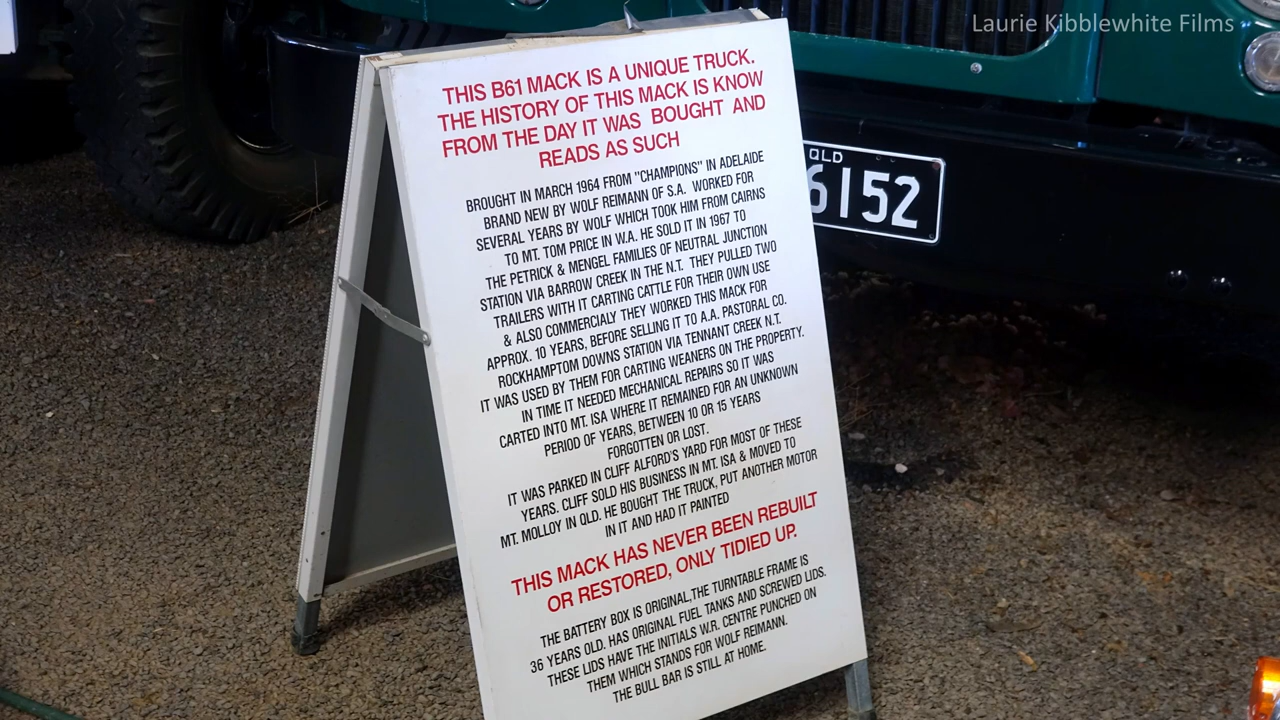 Laurie Kibblewhite Films
THIS B61 MACK IS A UNIQUE TRUCK.
THE HISTORY OF THIS MACK IS KNOW
FROM THE DAY IT WAS BOUGHT AND
READS AS SUCH
BROUGHT IN MARCH 1964 FROM "CHAMPIONS" IN ADELAIDE
BRAND NEW BY WOLF REIMANN OF S.A. WORKED FOR
SEVERAL YEARS BY WOLF WHICH TOOK HIM FROM CAIRNS
TO MT. TOM PRICE IN W.A. HE SOLD IT IN 1967 TO
THE PETRICK & MENGEL FAMILIES OF NEUTRAL JUNCTION
STATION VIA BARROW CREEK IN THE N.T. THEY PULLED TWO
TRAILERS WITH IT CARTING CATTLE FOR THEIR OWN USE
& ALSO COMMERCIALY THEY WORKED THIS MACK FOR
APPROX. 10 YEARS, BEFORE SELLING IT TO A.A. PASTORAL CO.
ROCKHAMPTOM DOWNS STATION VIA TENNANT CREEK N.T.
IT WAS USED BY THEM FOR CARTING WEANERS ON THE PROPERTY.
IN TIME IT NEEDED MECHANICAL REPAIRS SO IT WAS
CARTED INTO MT. ISA WHERE IT REMAINED FOR AN UNKNOWN
PERIOD OF YEARS, BETWEEN 10 OR 15 YEARS
FORGOTTEN OR LOST.
IT WAS PARKED IN CLIFF ALFORD'S YARD FOR MOST OF THESE
YEARS. CLIFF SOLD HIS BUSINESS IN MT. ISA & MOVED TO
MT. MOLLOY IN QLD. HE BOUGHT THE TRUCK, PUT ANOTHER MOTOR
IN IT AND HAD IT PAINTED
THIS MACK HAS NEVER BEEN REBUILT
OR RESTORED, ONLY TIDIED UP.
THE BATTERY BOX IS ORIGINAL,THE TURNTABLE FRAME IS
36 YEARS OLD. HAS ORIGINAL FUEL TANKS AND SCREWED LIDS.
THESE LIDS HAVE THE INITIALS W.R. CENTRE PUNCHED ON
THEM WHICH STANDS FOR WOLF REIMANN.
THE BULL BAR IS STILL AT HOME.
QLD
6152